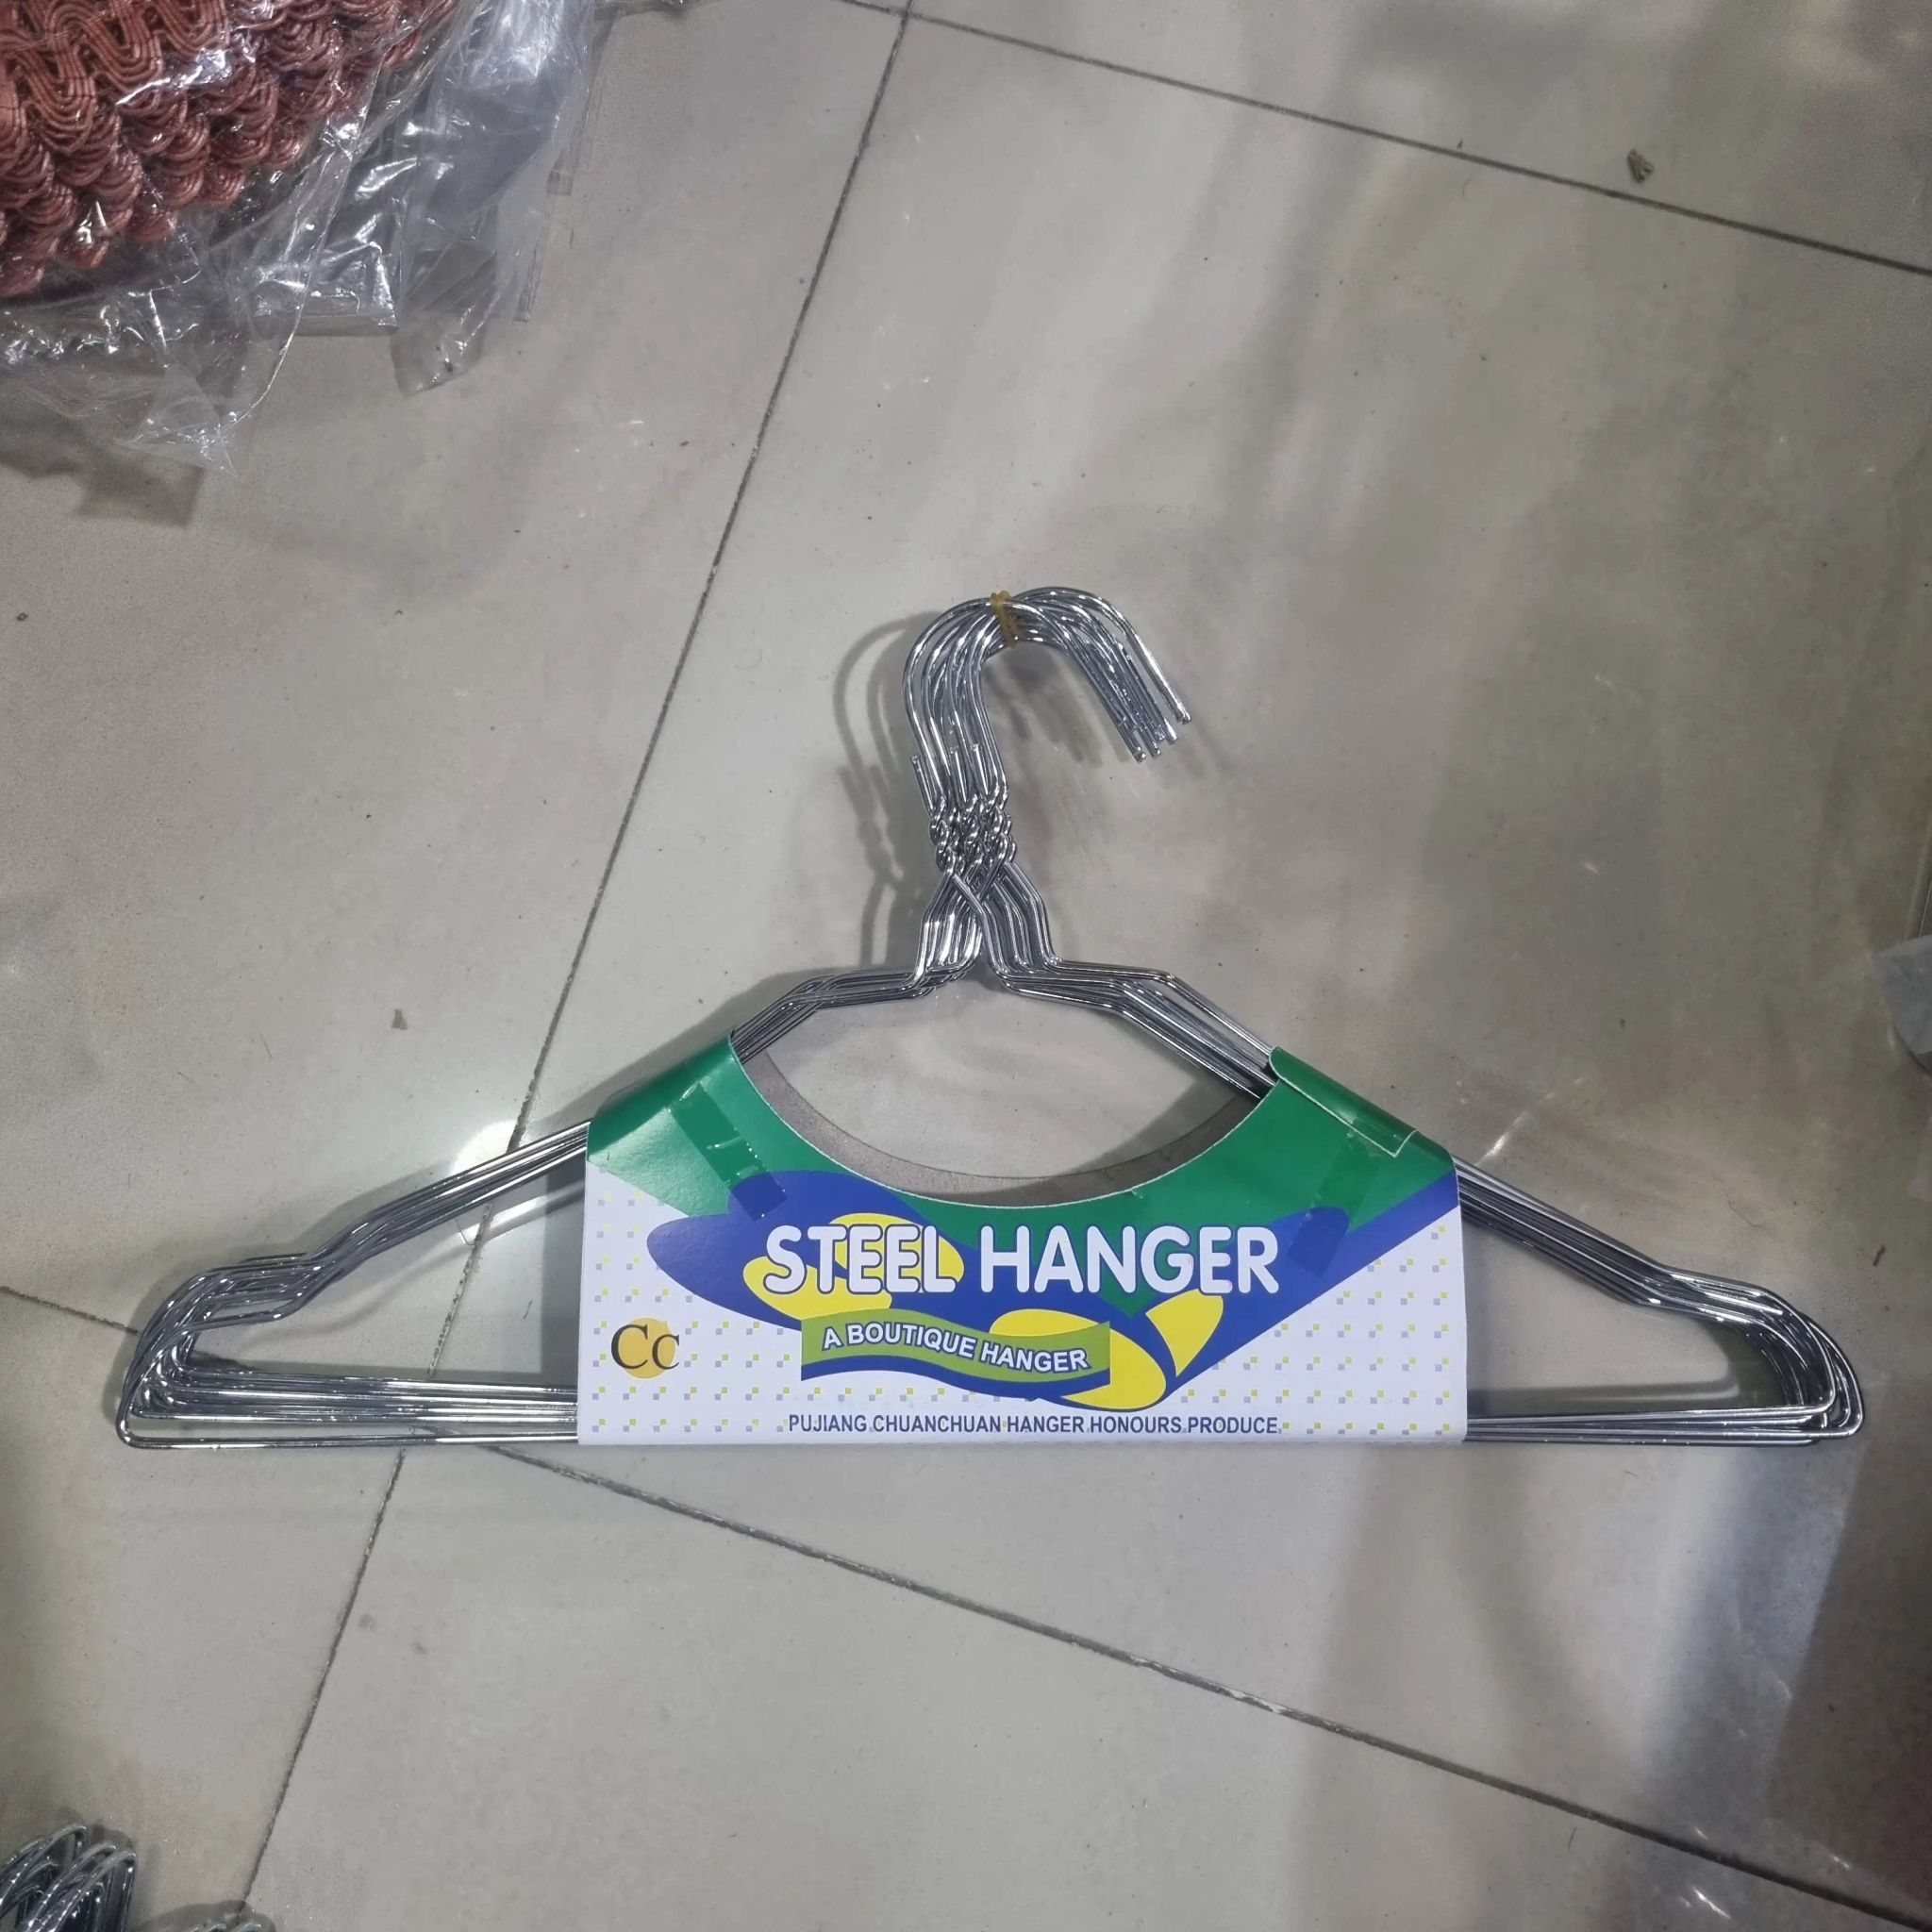 STEEL HANGER
A BOUTIQUE HANGER
Cc
PUJIANG CHUANCHUAN HANGER HONOURS PRODUCE